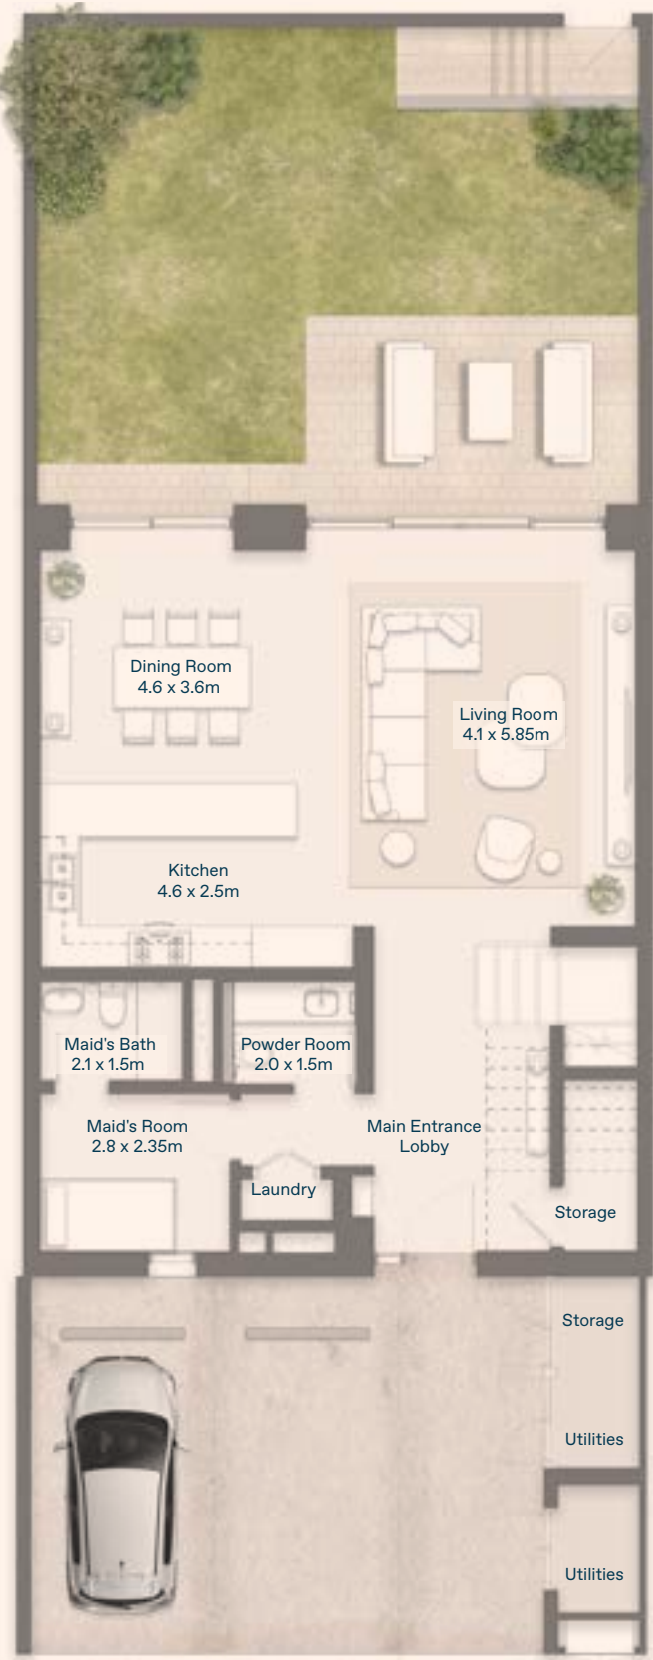 Dining Room
4.6 x 3.6m
Living Room
4.1 x 5.85m
Kitchen
4.6 x 2.5m
Maid's Bath
2.1 x 1.5m
Powder Room
2.0 x 1.5m
Maid's Room
2.8 x 2.35m
Main Entrance
Lobby
Laundry
Storage
Storage
Utilities
Utilities